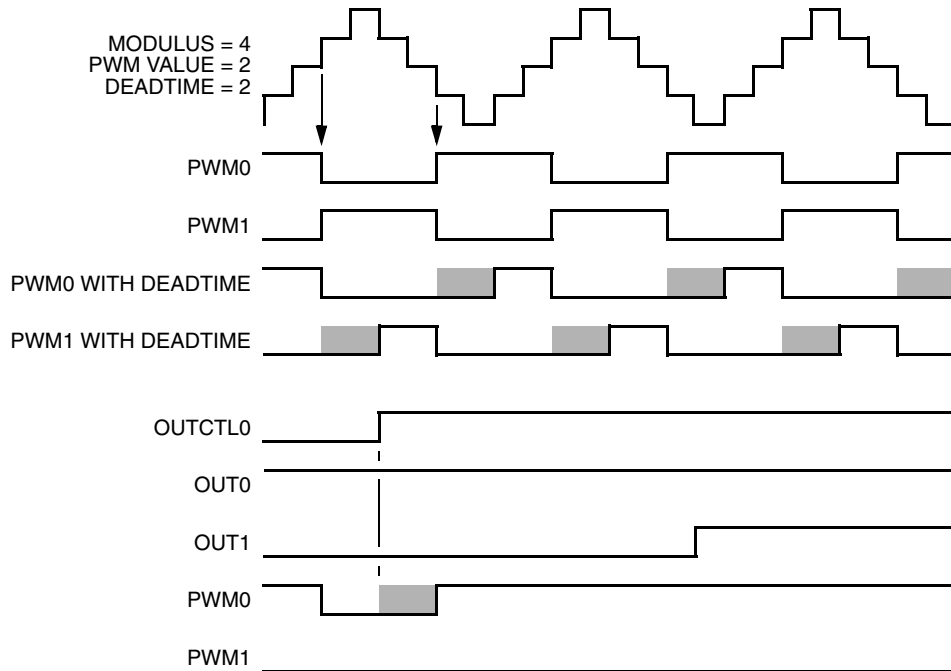 MODULUS = 4
PWM VALUE = 2
DEADTIME = 2
PWM0
PWM1
PWM0 WITH DEADTIME
PWM1 WITH DEADTIME
OUTCTL0
OUT0
OUT1
PWM0
PWM1